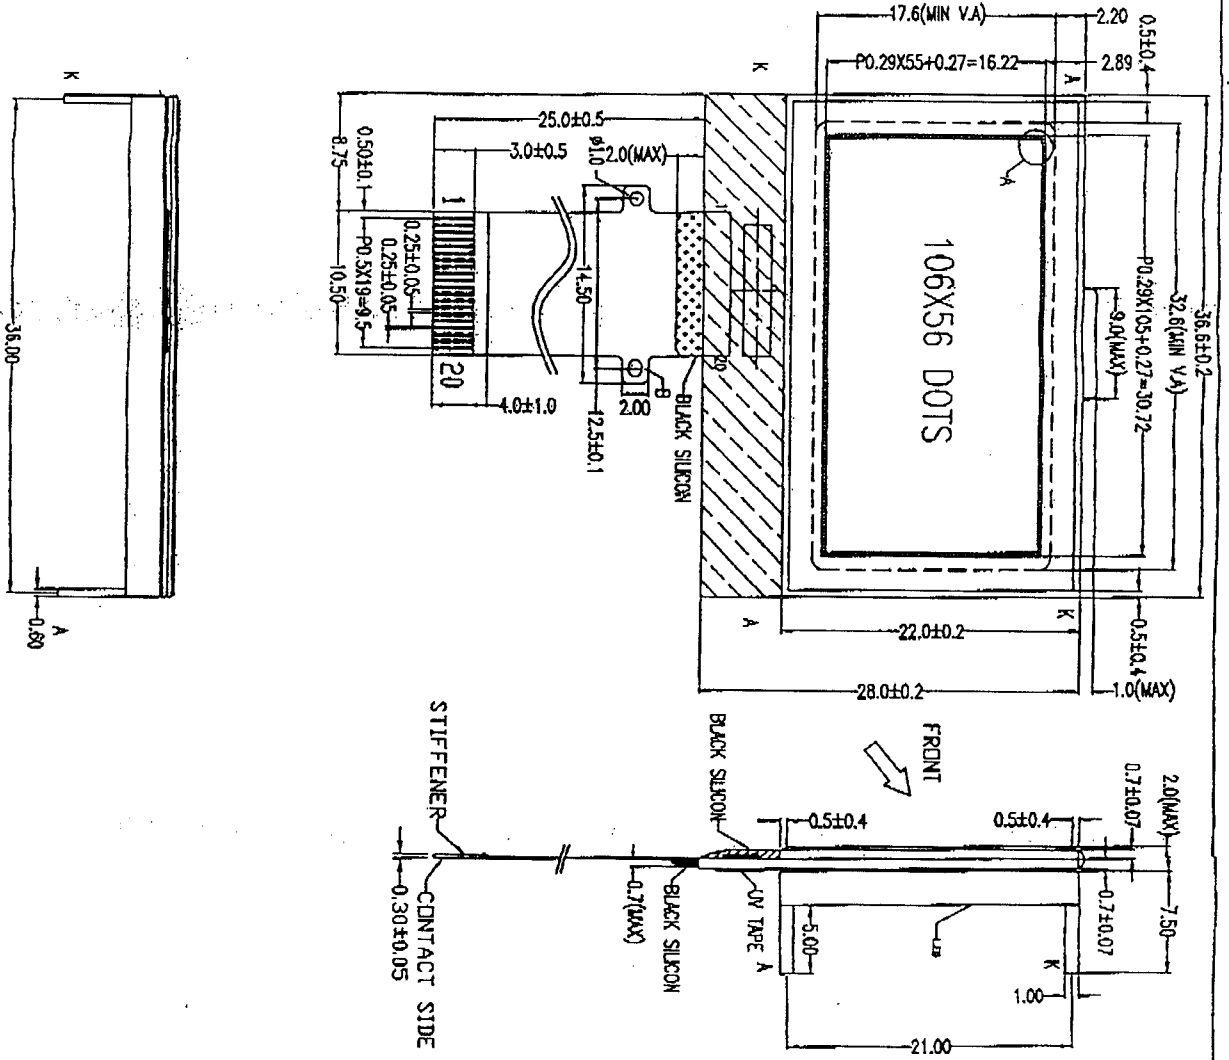 17.6(MIN V.A)
2.20
0.5±0.4
P0.29X55+0.27=16.22
2.89
K
A
K
25.0±0.5
3.0±0.5
ø1.0
2.0(MAX)
0.50±0.1
8.75
A
106X56 DOTS
P0.29X105+0.27=30.72
32.8(MIN V.A)
36.6±0.2
9.0(MAX)
1
0.25±0.05
0.25±0.05
P0.5X19=9.5
10.50
14.50
20
20
4.0±1.0
2.00
12.5±0.1
BLACK SILICON
36.00
A
0.60
A
K
22.0±0.2
0.5±0.4
28.0±0.2
1.0(MAX)
FRONT
BLACK SILICON
STIFFENER
0.5±0.4
0.5±0.4
0.7±0.07
2.0(MAX)
0.7±0.07
7.50
CONTACT SIDE
0.30±0.05
0.7(MAX)
BLACK SILICON
UV TAPE
A
5.00
K
1.00
21.00